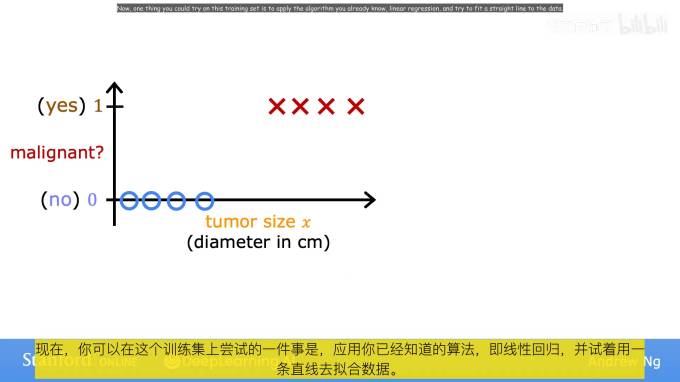 Now, one thing you could try on this training set is to apply the algorithm you already know, linear regression, and try to fit a straight line to the data.
bilibili
(yes) 1
malignant?
(no) 0
tumor size x
(diameter in cm)
Stanford ONLINE DeepLearning.AI Andrew Ng
现在，你可以在这个训练集上尝试的一件事是，应用你已经知道的算法，即线性回归，并试着用一
条直线去拟合数据。